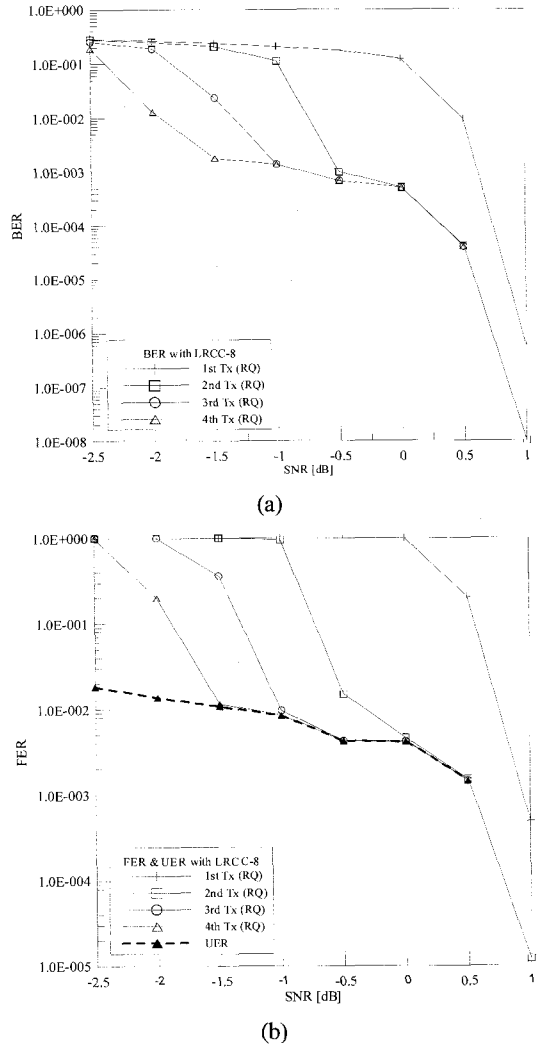 1.0E+000
1.0E-001
1.0E-002
1.0E-003
BER
1.0E-004
1.0E-005
1.0E-006
1.0E-007
1.0E-008
BER with LRCC-8
1st Tx (RQ)
2nd Tx (RQ)
3rd Tx (RQ)
4th Tx (RQ)
-2.5 -2 -1.5 -1 -0.5 0 0.5 1
SNR [dB]
(a)
1.0E+000
1.0E-001
1.0E-002
FER
1.0E-003
1.0E-004
1.0E-005
FER & UER with LRCC-8
1st Tx (RQ)
2nd Tx (RQ)
3rd Tx (RQ)
4th Tx (RQ)
UER
-2.5 -2 -1.5 -1 -0.5 0 0.5 1
SNR [dB]
(b)